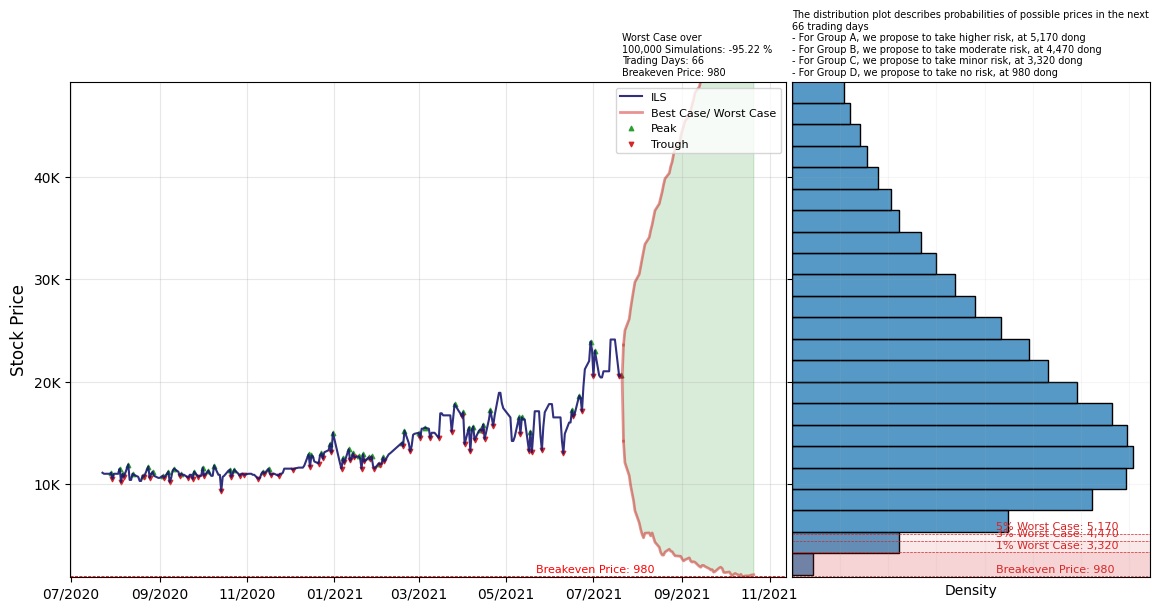 The distribution plot describes probabilities of possible prices in the next
66 trading days
- For Group A, we propose to take higher risk, at 5,170 dong
- For Group B, we propose to take moderate risk, at 4,470 dong
- For Group C, we propose to take minor risk, at 3,320 dong
- For Group D, we propose to take no risk, at 980 dong
Worst Case over
100,000 Simulations: -95.22 %
Trading Days: 66
Breakeven Price: 980
ILS
Best Case/ Worst Case
Peak
Trough
Stock Price
40K
30K
20K
10K
Breakeven Price: 980
07/2020
09/2020
11/2020
01/2021
03/2021
05/2021
07/2021
09/2021
11/2021
5% Worst Case: 5,170
3% Worst Case: 4,470
1% Worst Case: 3,320
Breakeven Price: 980
Density